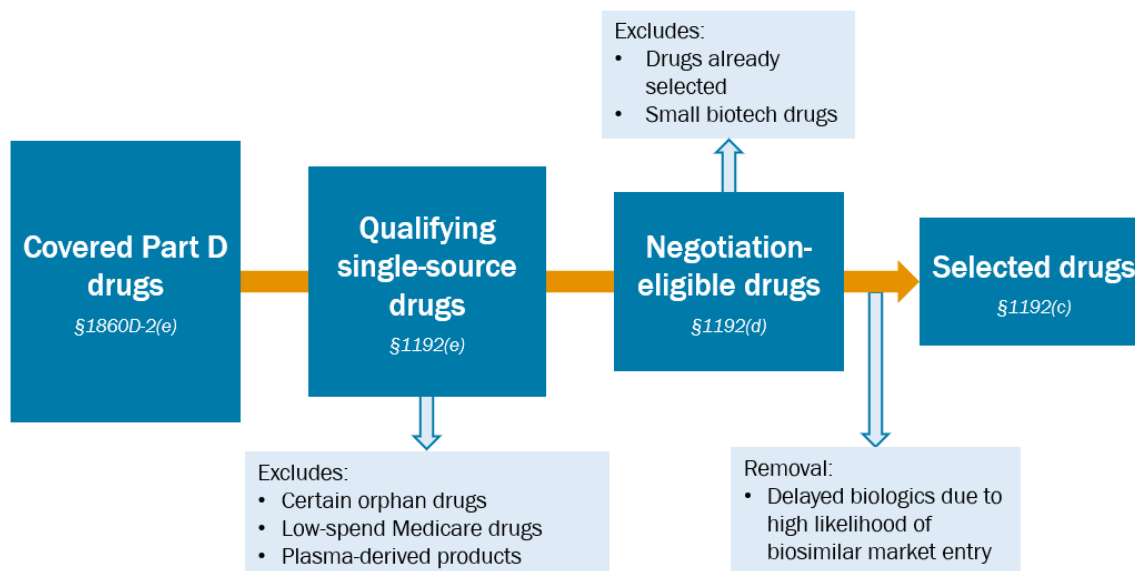 Excludes:
• Drugs already
selected
• Small biotech drugs
Covered Part D
drugs
§1860D-2(e)
Qualifying
single-source
drugs
§1192(e)
Negotiation-
eligible drugs
§1192(d)
Selected drugs
§1192(c)
Excludes:
• Certain orphan drugs
• Low-spend Medicare drugs
• Plasma-derived products
Removal:
• Delayed biologics due to
high likelihood of
biosimilar market entry